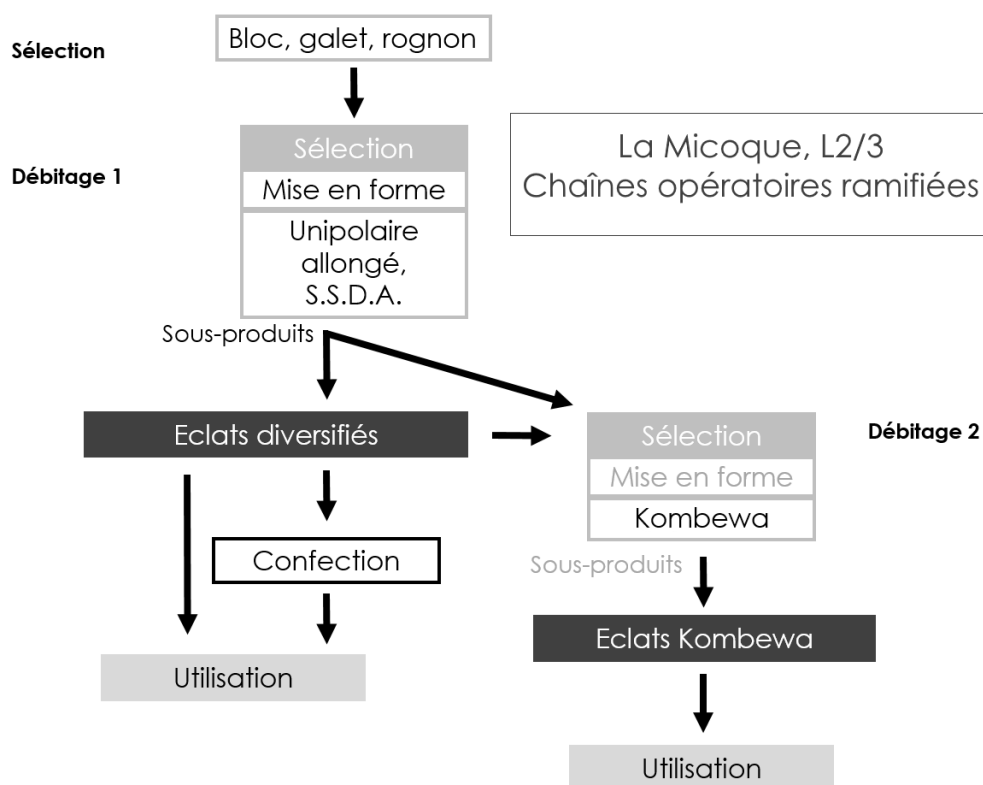 Sélection
Bloc, galet, rognon
La Micoque, L2/3
Chaînes opératoires ramifiées
Débitage 1
Sélection
Mise en forme
Unipolaire
allongé,
S.S.D.A.
Sous-produits
Eclats diversifiés
Sélection
Débitage 2
Mise en forme
Kombewa
Confection
Sous-produits
Eclats Kombewa
Utilisation
Utilisation